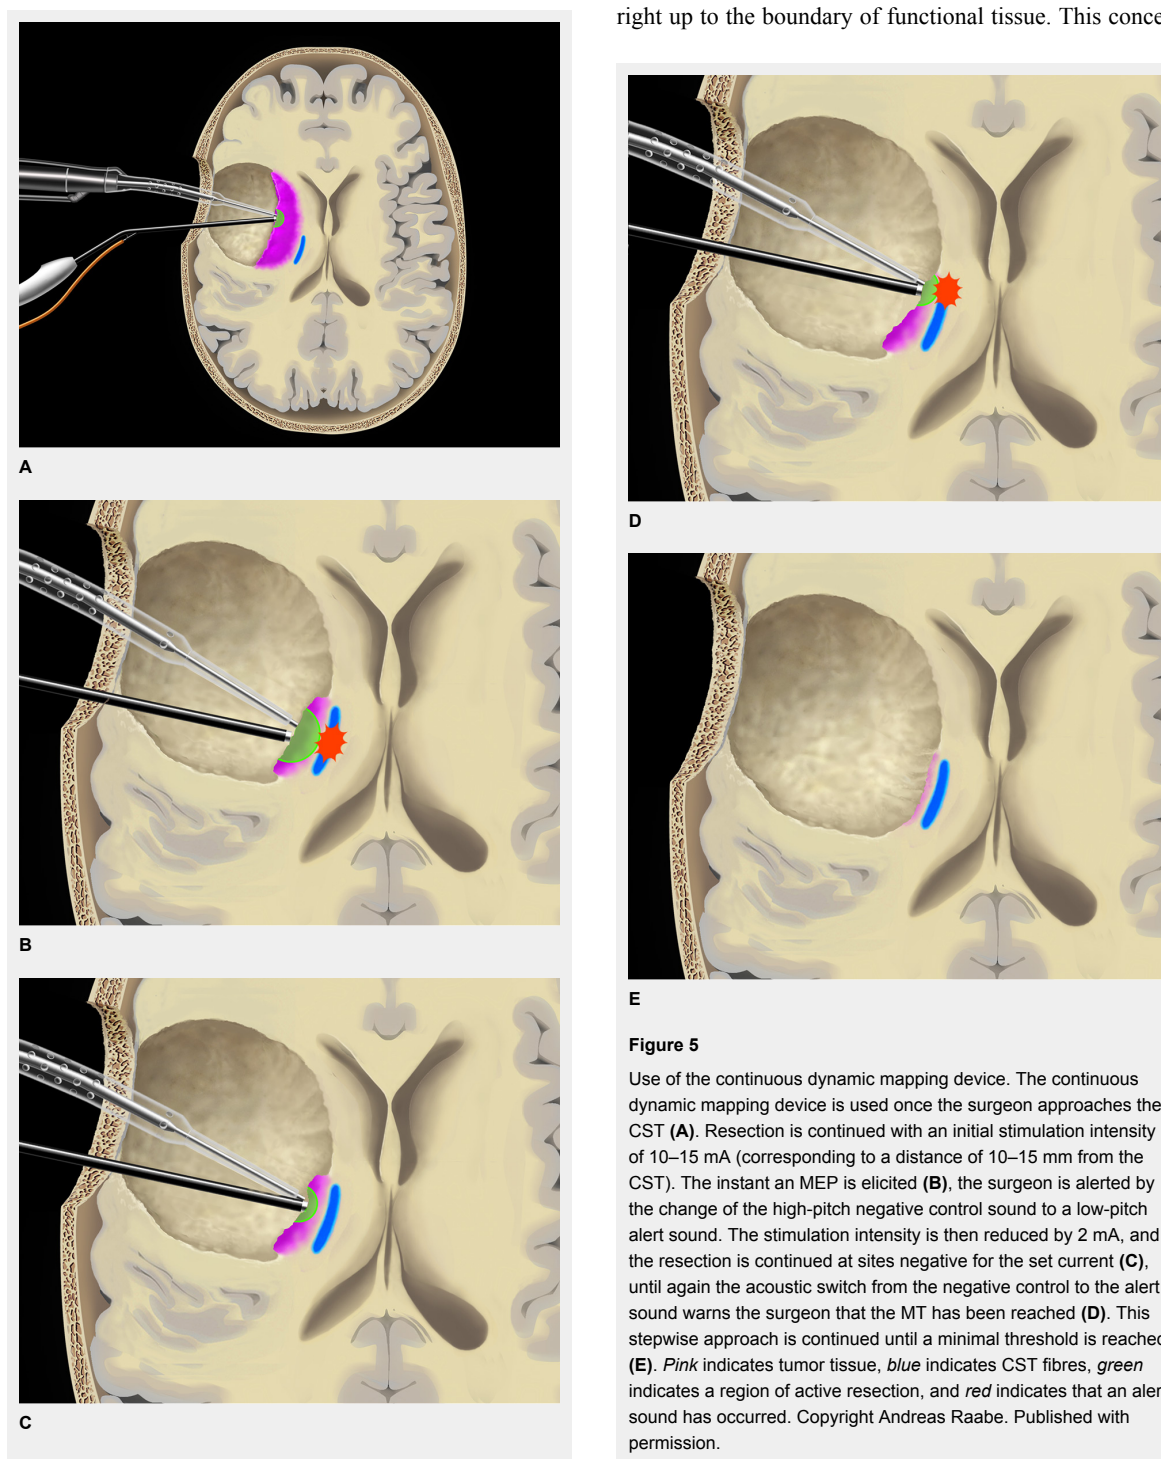 right up to the boundary of functional tissue. This
A
B
C
D
E
Figure 5
Use of the continuous dynamic mapping device. The continuous
dynamic mapping device is used once the surgeon approaches the
CST (A). Resection is continued with an initial stimulation intensity
of 10–15 mA (corresponding to a distance of 10–15 mm from the
CST). The instant an MEP is elicited (B), the surgeon is alerted by
the change of the high-pitch negative control sound to a low-pitch
alert sound. The stimulation intensity is then reduced by 2 mA, and
the resection is continued at sites negative for the set current (C),
until again the acoustic switch from the negative control to the alert
sound warns the surgeon that the MT has been reached (D). This
stepwise approach is continued until a minimal threshold is reached
(E). Pink indicates tumor tissue, blue indicates CST fibres, green
indicates a region of active resection, and red indicates that an alert
sound has occurred. Copyright Andreas Raabe. Published with
permission.